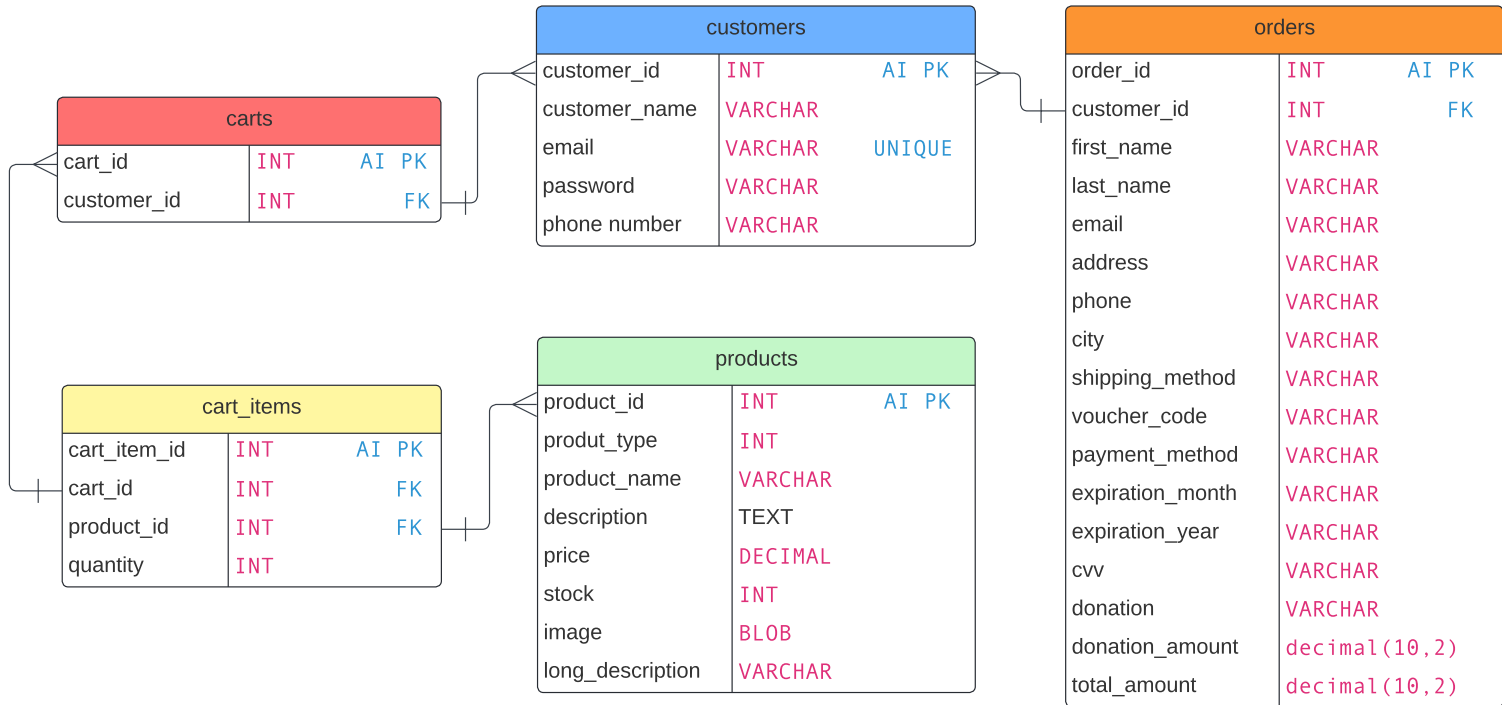 carts
cart_id INT AI PK
customer_id INT FK
customers
customer_id INT AI PK
customer_name VARCHAR
email VARCHAR UNIQUE
password VARCHAR
phone number VARCHAR
orders
order_id INT AI PK
customer_id INT FK
first_name VARCHAR
last_name VARCHAR
email VARCHAR
address VARCHAR
phone VARCHAR
city VARCHAR
shipping_method VARCHAR
voucher_code VARCHAR
payment_method VARCHAR
expiration_month VARCHAR
expiration_year VARCHAR
cvv VARCHAR
donation VARCHAR
donation_amount decimal(10,2)
total_amount decimal(10,2)
cart_items
cart_item_id INT AI PK
cart_id INT FK
product_id INT FK
quantity INT
products
product_id INT AI PK
produt_type INT
product_name VARCHAR
description TEXT
price DECIMAL
stock INT
image BLOB
long_description VARCHAR